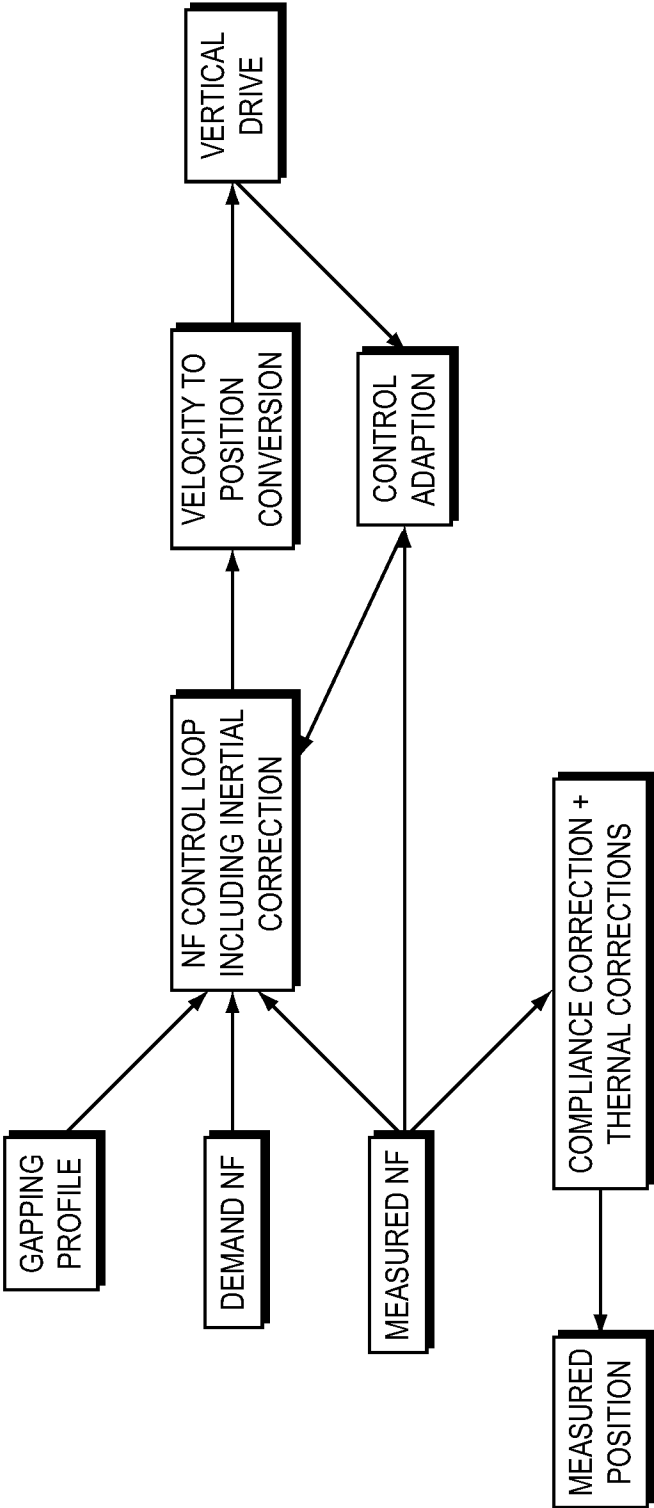 GAPPING
PROFILE
DEMAND NF
MEASURED NF
NF CONTROL LOOP
INCLUDING INERTIAL
CORRECTION
VELOCITY TO
POSITION
CONVERSION
VERTICAL
DRIVE
CONTROL
ADAPTION
COMPLIANCE CORRECTION +
THERNAL CORRECTIONS
MEASURED
POSITION